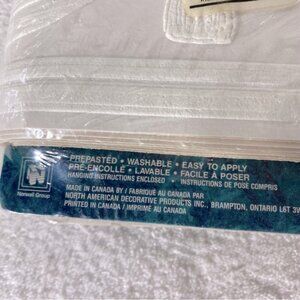 PREPASTED • WASHABLE • EASY TO APPLY
PRÉ-ENCOLLÉ • LAVABLE • FACILE À POSER
HANGING INSTRUCTIONS ENCLOSED • INSTRUCTIONS DE POSE COMPRIS
Norwall Group
MADE IN CANADA BY / FABRIQUÉ AU CANADA PAR
NORTH AMERICAN DECORATIVE PRODUCTS INC., BRAMPTON, ONTARIO L6T
PRINTED IN CANADA / IMPRIMÉ AU CANADA